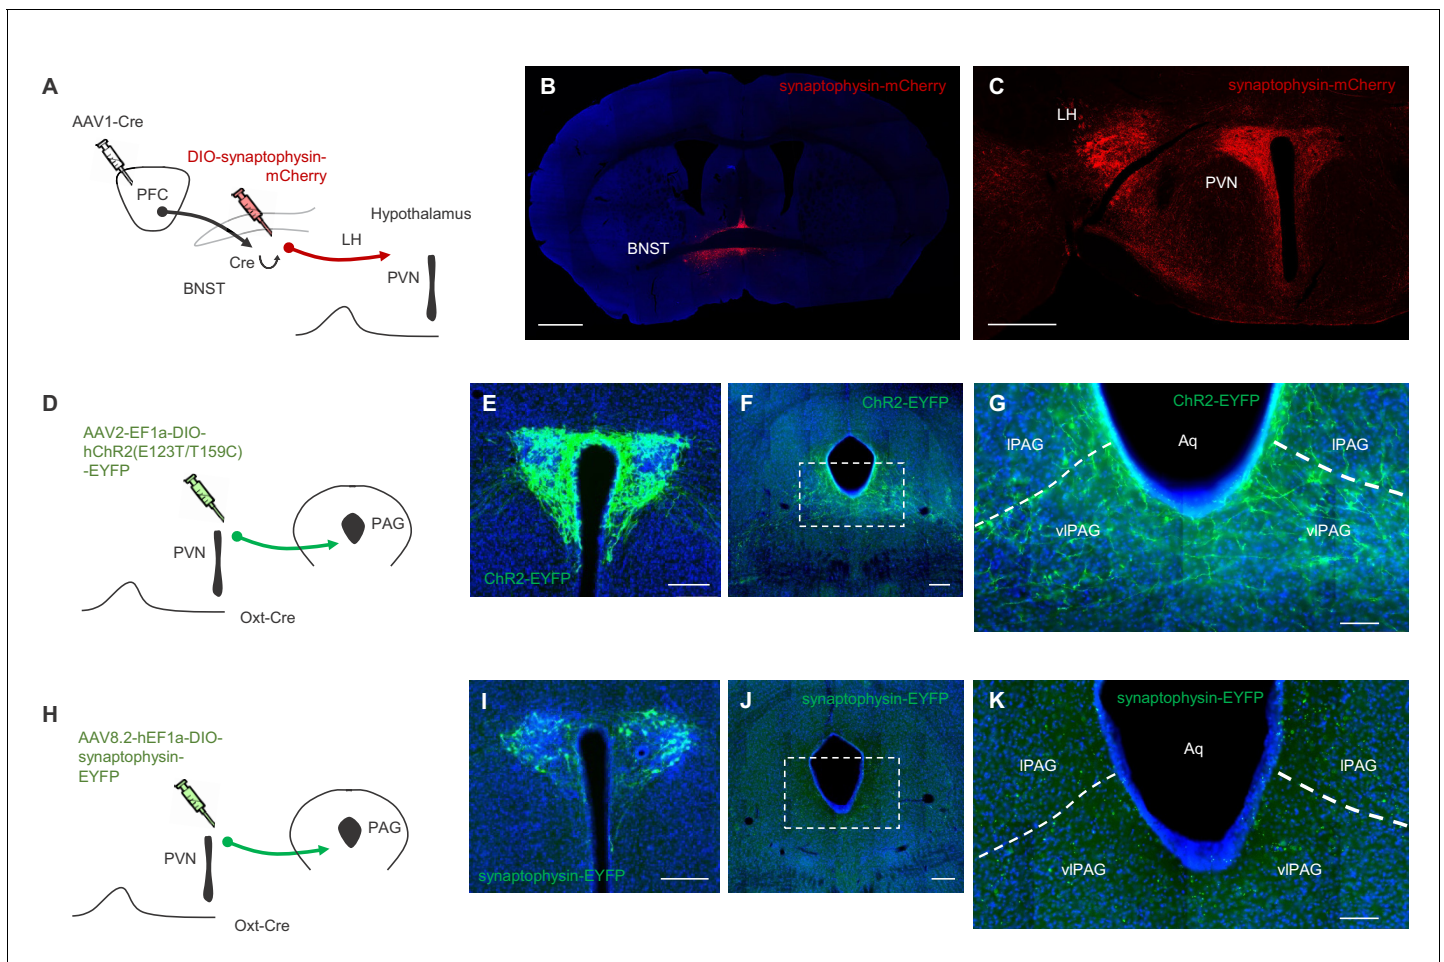 A
AAV1-Cre
DIO-synaptophysin-
mCherry
PFC
Hypothalamus
LH
Cre
PVN
BNST
B
synaptophysin-mCherry
BNST
C
synaptophysin-mCherry
LH
PVN
D
AAV2-EF1a-DIO-
hChR2(E123T/T159C)
-EYFP
PAG
PVN
Oxt-Cre
E
ChR2-EYFP
F
ChR2-EYFP
G
ChR2-EYFP
Aq
lPAG
lPAG
vlPAG
vlPAG
H
AAV8.2-hEF1a-DIO-
synaptophysin-
EYFP
PAG
PVN
Oxt-Cre
I
synaptophysin-EYFP
J
synaptophysin-EYFP
K
synaptophysin-EYFP
Aq
lPAG
lPAG
vlPAG
vlPAG